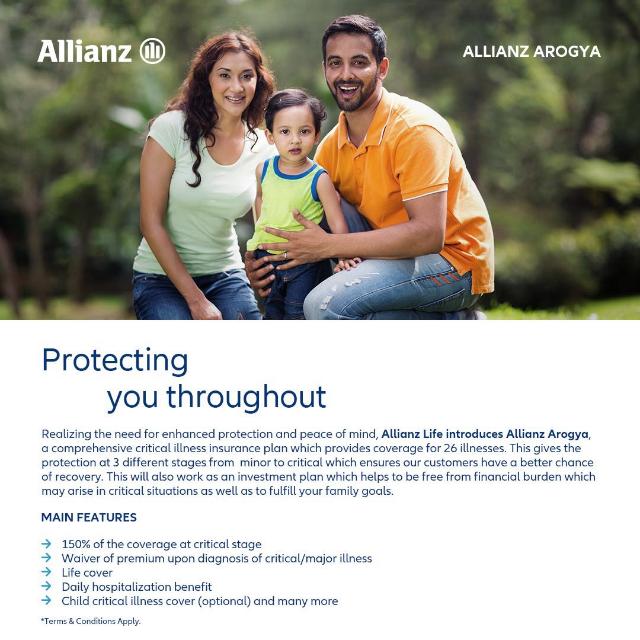 Allianz
ALLIANZ AROGYA
Protecting
you throughout
Realizing the need for enhanced protection and peace of mind, Allianz Life introduces Allianz Arogya,
a comprehensive critical illness insurance plan which provides coverage for 26 illnesses. This gives the
protection at 3 different stages from minor to critical which ensures our customers have a better chance
of recovery. This will also work as an investment plan which helps to be free from financial burden which
may arise in critical situations as well as to fulfill your family goals.
MAIN FEATURES
→ 150% of the coverage at critical stage
→ Waiver of premium upon diagnosis of critical/major illness
→ Life cover
→ Daily hospitalization benefit
→ Child critical illness cover (optional) and many more
*Terms & Conditions Apply.